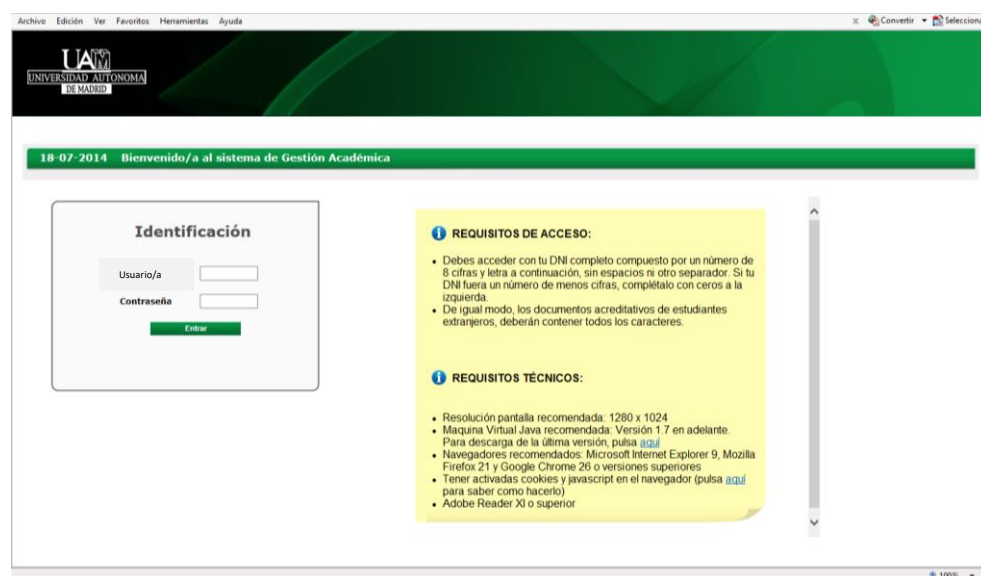 Archivo Edición Ver Favoritos Herramientas Ayuda
x Convertir Selecciona
UAM
UNIVERSIDAD AUTONOMA
DE MADRID
18-07-2014 Bienvenido/a al sistema de Gestión Académica
Identificación
Usuario/a
Contraseña
Entrar
REQUISITOS DE ACCESO:
• Debes acceder con tu DNI completo compuesto por un número de
8 cifras y letra a continuación, sin espacios ni otro separador. Si tu
DNI fuera un número de menos cifras, complétalo con ceros a la
izquierda.
• De igual modo, los documentos acreditativos de estudiantes
extranjeros, deberán contener todos los caracteres.
REQUISITOS TÉCNICOS:
• Resolución pantalla recomendada: 1280 x 1024
• Maquina Virtual Java recomendada: Versión 1.7 en adelante.
Para descarga de la última versión, pulsa aquí
• Navegadores recomendados: Microsoft Internet Explorer 9, Mozilla
Firefox 21 y Google Chrome 26 o versiones superiores
• Tener activadas cookies y javascript en el navegador (pulsa aquí
para saber como hacerlo)
• Adobe Reader XI o superior
100%